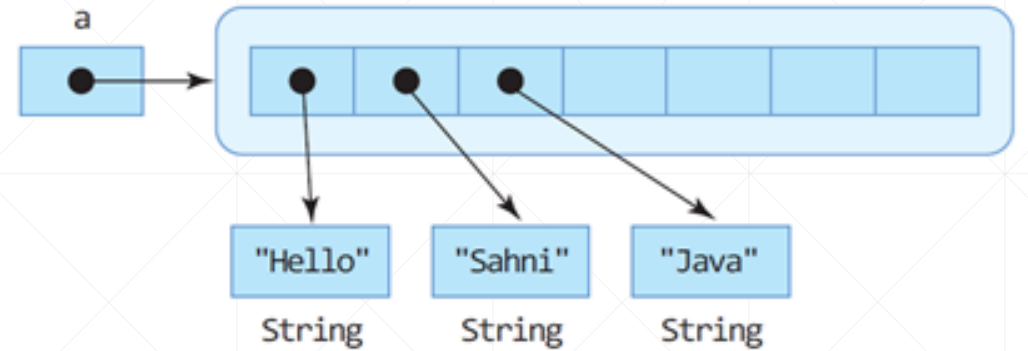 a
"Hello" "Sahni" "Java"
String String String